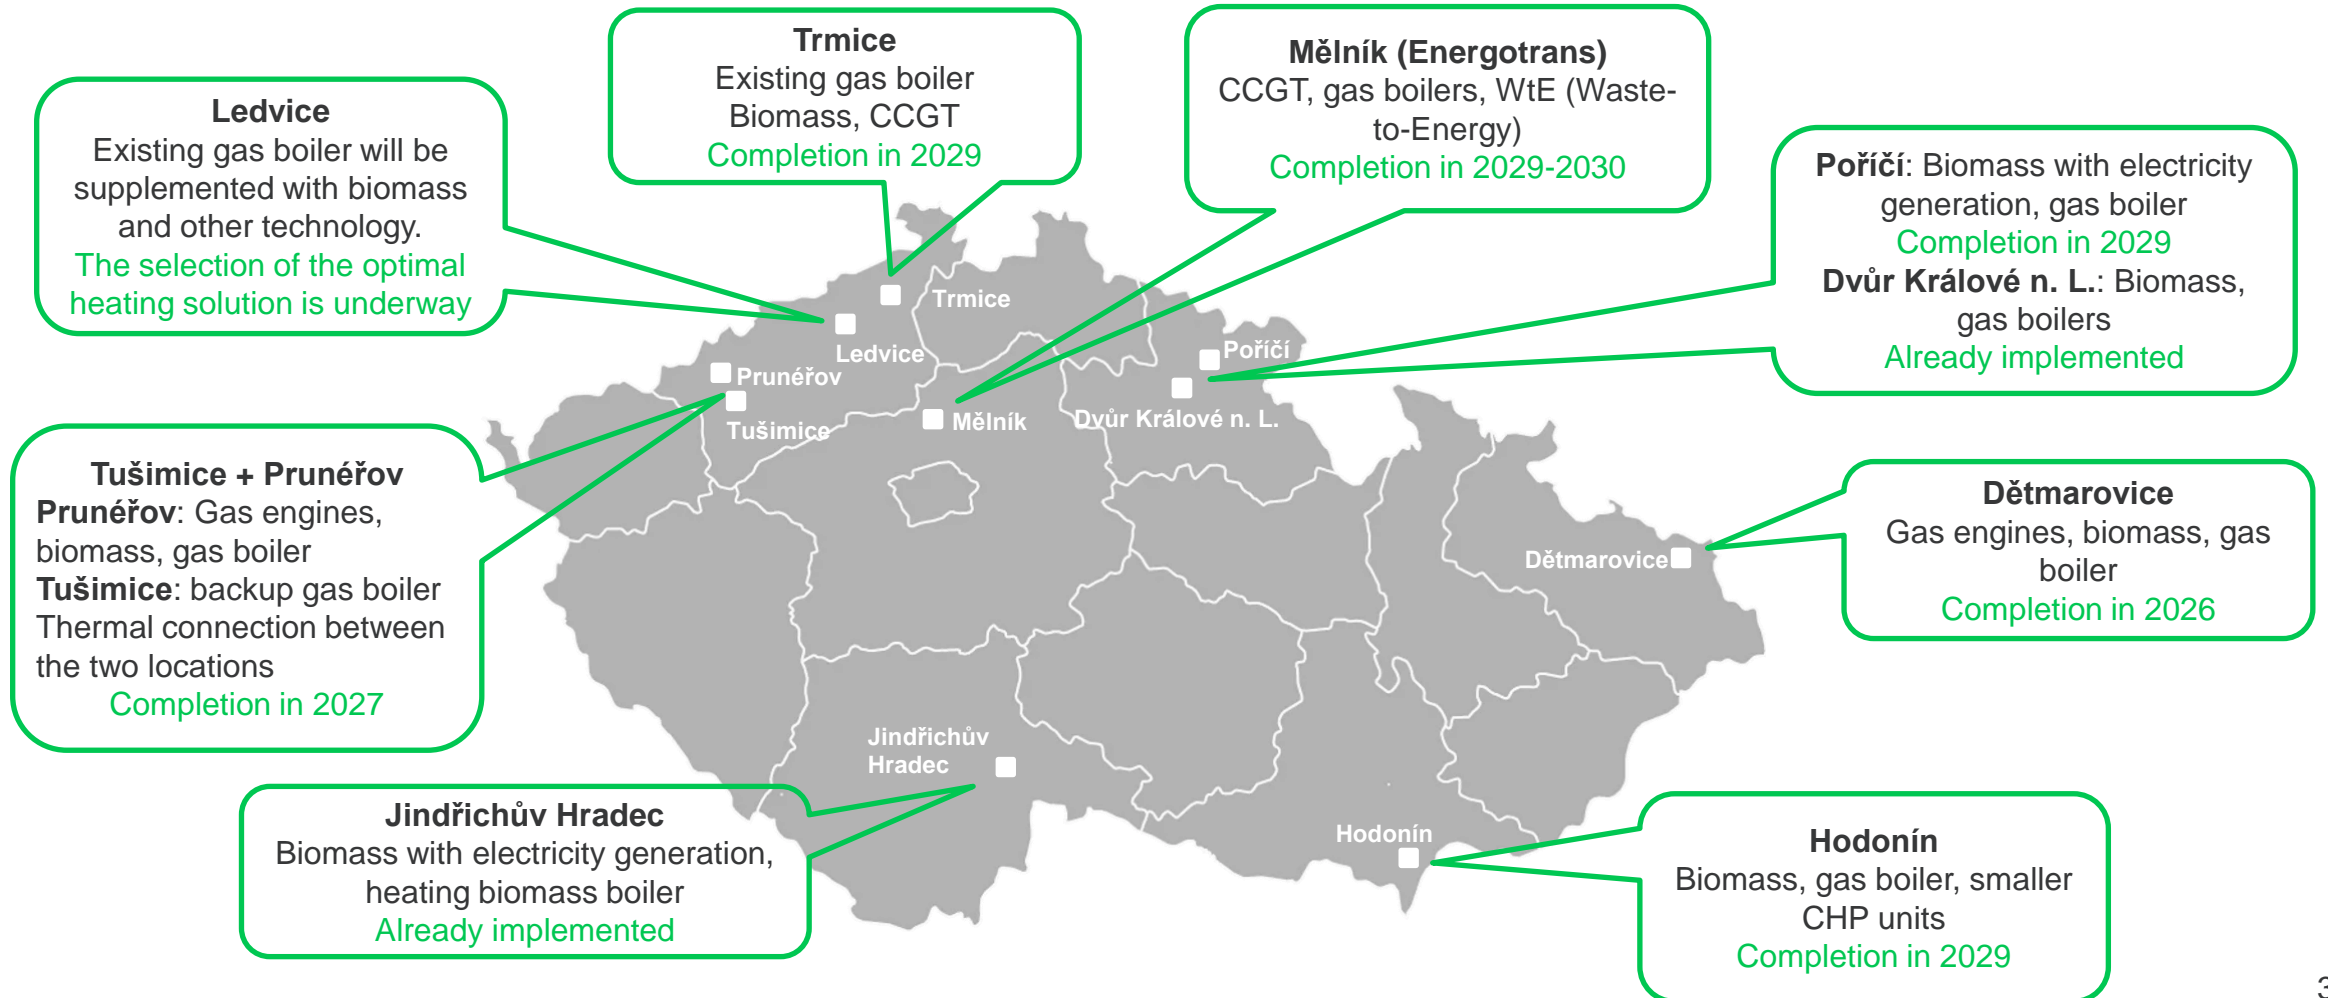 Trmice
Existing gas boiler
Biomass, CCGT
Completion in 2029
Mělník (Energotrans)
CCGT, gas boilers, WtE (Waste-
to-Energy)
Completion in 2029-2030
Ledvice
Existing gas boiler will be
supplemented with biomass
and other technology.
The selection of the optimal
heating solution is underway
Poříčí: Biomass with electricity
generation, gas boiler
Completion in 2029
Dvůr Králové n. L.: Biomass,
gas boilers
Already implemented
Trmice
Ledvice
Poříčí
Prunéřov
Tušimice
Mělník
Dvůr Králové n. L.
Tušimice + Prunéřov
Prunéřov: Gas engines,
biomass, gas boiler
Tušimice: backup gas boiler
Thermal connection between
the two locations
Completion in 2027
Dětmarovice
Dětmarovice
Gas engines, biomass, gas
boiler
Completion in 2026
Jindřichův
Hradec
Jindřichův Hradec
Biomass with electricity generation,
heating biomass boiler
Already implemented
Hodonín
Hodonín
Biomass, gas boiler, smaller
CHP units
Completion in 2029